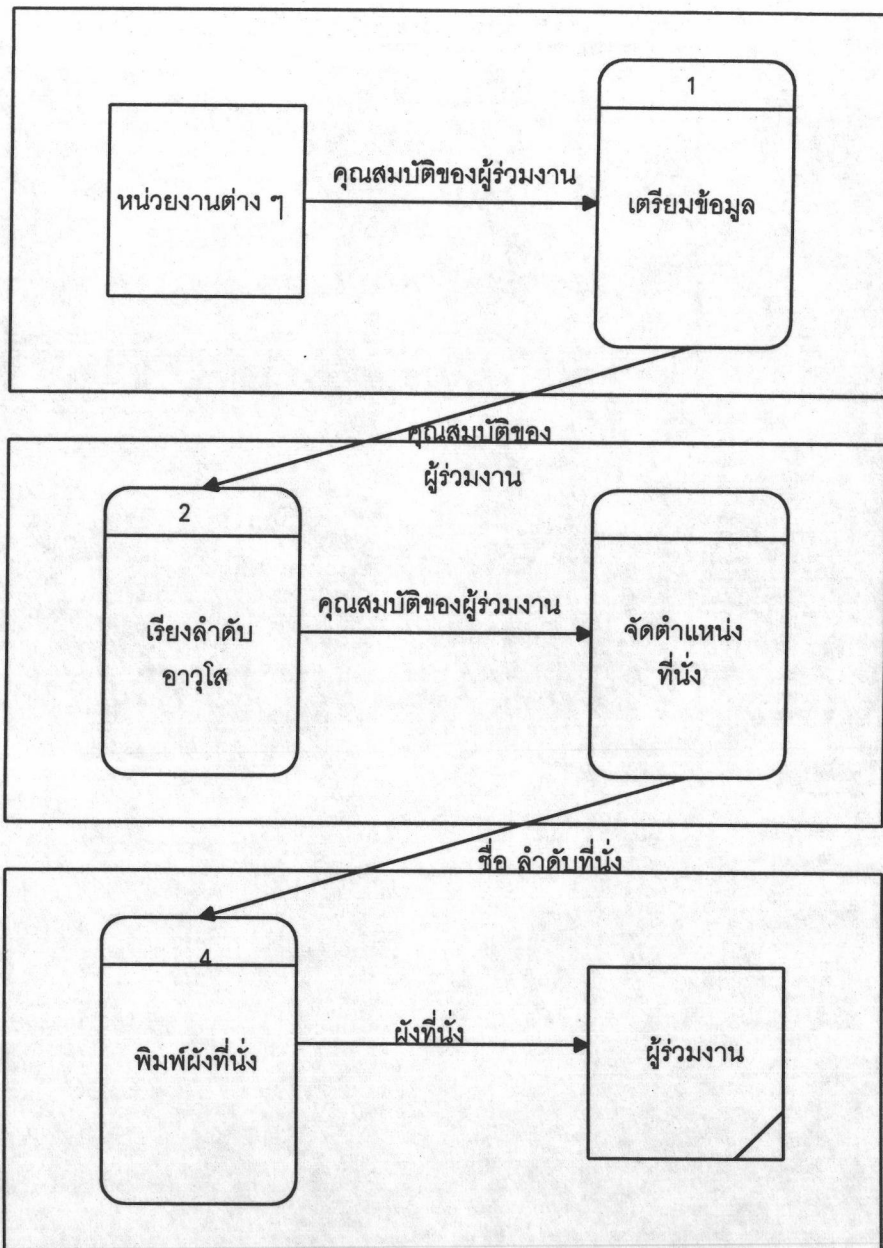 1
หน่วยงานต่าง ๆ
คุณสมบัติของผู้ร่วมงาน
เตรียมข้อมูล
คุณสมบัติของ
ผู้ร่วมงาน
2
เรียงลำดับ
อาวุโส
คุณสมบัติของผู้ร่วมงาน
จัดตำแหน่ง
ที่นั่ง
ชื่อ ลำดับที่นั่ง
4
พิมพ์ผังที่นั่ง
ผังที่นั่ง
ผู้ร่วมงาน